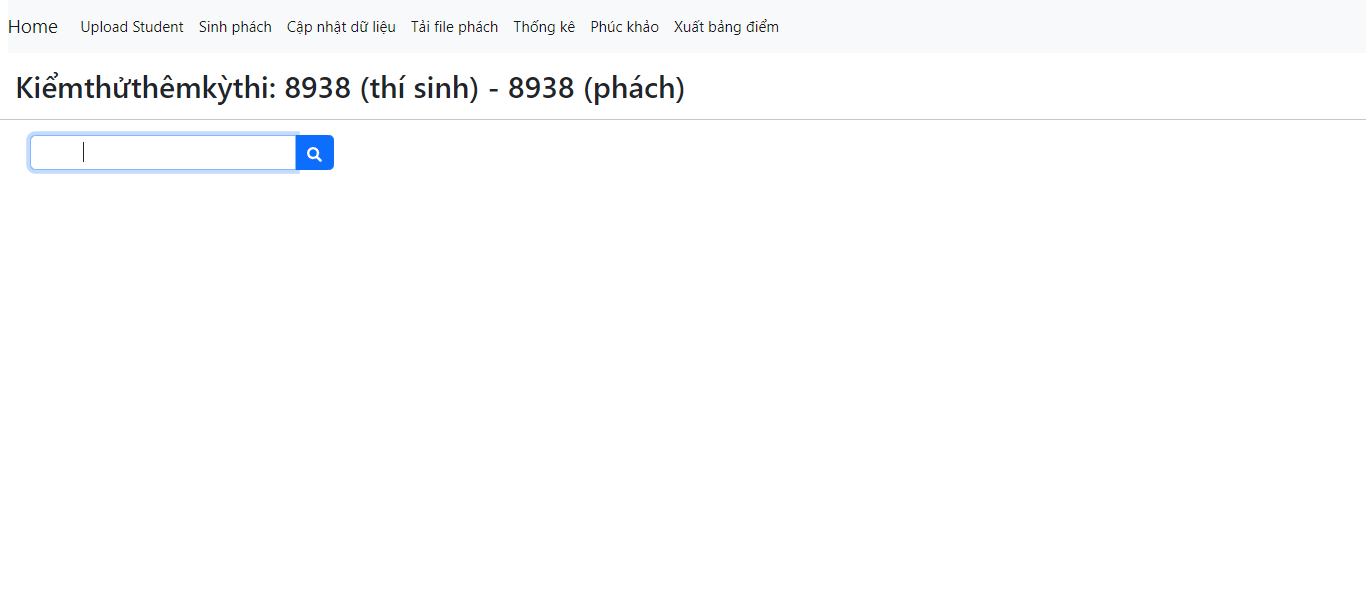 Home Upload Student Sinh phách Cập nhật dữ liệu Tải file phách Thống kê Phúc khảo Xuất bảng điểm
Kiểmthửthêmkỳthi: 8938 (thí sinh) - 8938 (phách)